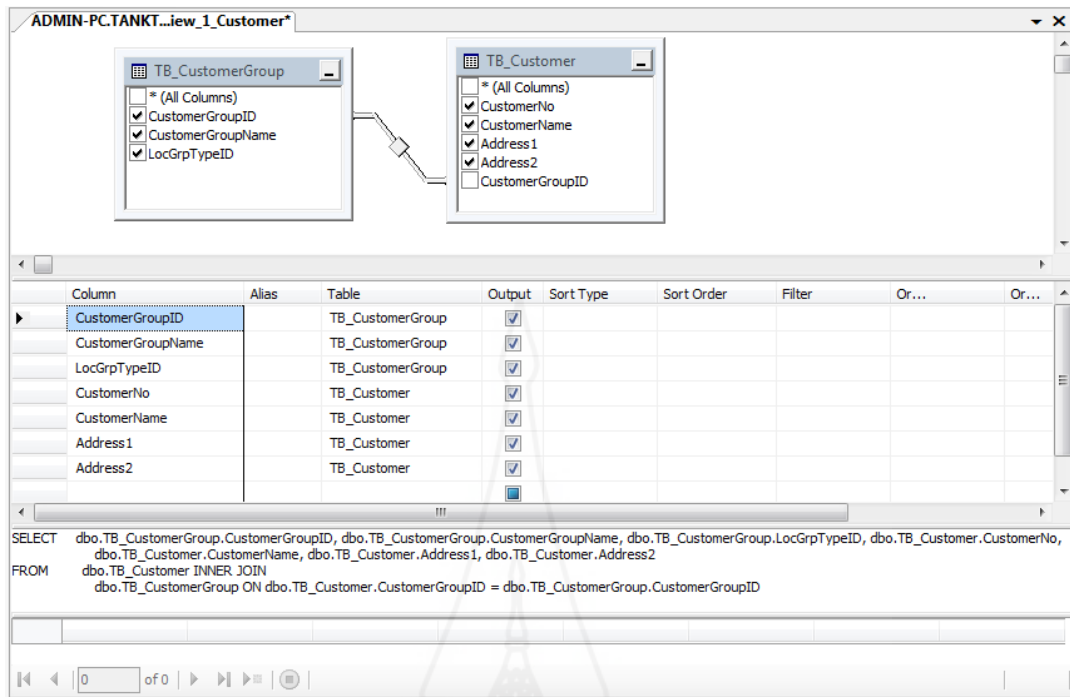 ADMIN-PC.TANKT...iew_1_Customer*
TB_CustomerGroup
* (All Columns)
CustomerGroupID
CustomerGroupName
LocGrpTypeID
TB_Customer
* (All Columns)
CustomerNo
CustomerName
Address1
Address2
CustomerGroupID
Column Alias Table Output Sort Type Sort Order Filter Or... Or...
CustomerGroupID TB_CustomerGroup
CustomerGroupName TB_CustomerGroup
LocGrpTypeID TB_CustomerGroup
CustomerNo TB_Customer
CustomerName TB_Customer
Address1 TB_Customer
Address2 TB_Customer
SELECT dbo.TB_CustomerGroup.CustomerGroupID, dbo.TB_CustomerGroup.CustomerGroupName, dbo.TB_CustomerGroup.LocGrpTypeID, dbo.TB_Customer.CustomerNo,
dbo.TB_Customer.CustomerName, dbo.TB_Customer.Address1, dbo.TB_Customer.Address2
FROM dbo.TB_Customer INNER JOIN
dbo.TB_CustomerGroup ON dbo.TB_Customer.CustomerGroupID = dbo.TB_CustomerGroup.CustomerGroupID
0 of 0